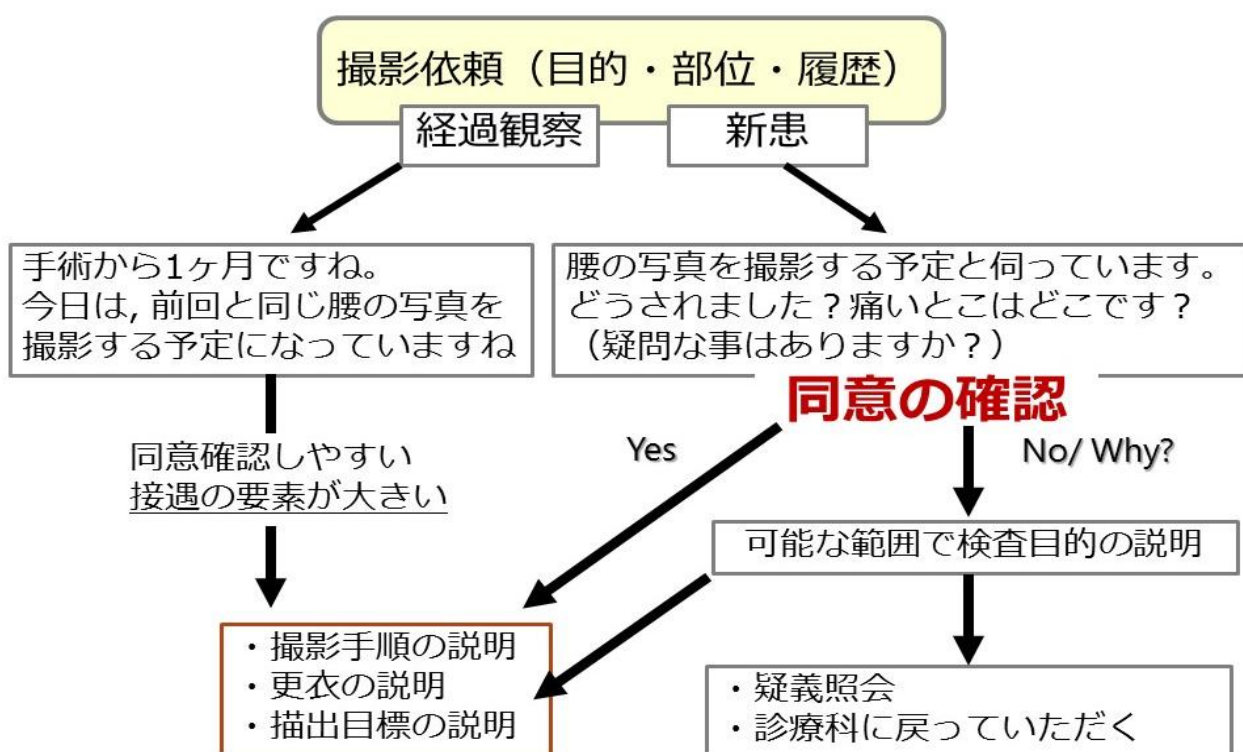 撮影依頼（目的・部位・履歴）
経過観察
新患
手術から1ヶ月ですね。
今日は, 前回と同じ腰の写真を
撮影する予定になっていますね
腰の写真を撮影する予定と伺っています。
どうされました？痛いとこはどこです？
（疑問な事はありますか？）
同意の確認
同意確認しやすい
接遇の要素が大きい
Yes
No/ Why?
可能な範囲で検査目的の説明
・撮影手順の説明
・更衣の説明
・描出目標の説明
・疑義照会
・診療科に戻っていただく